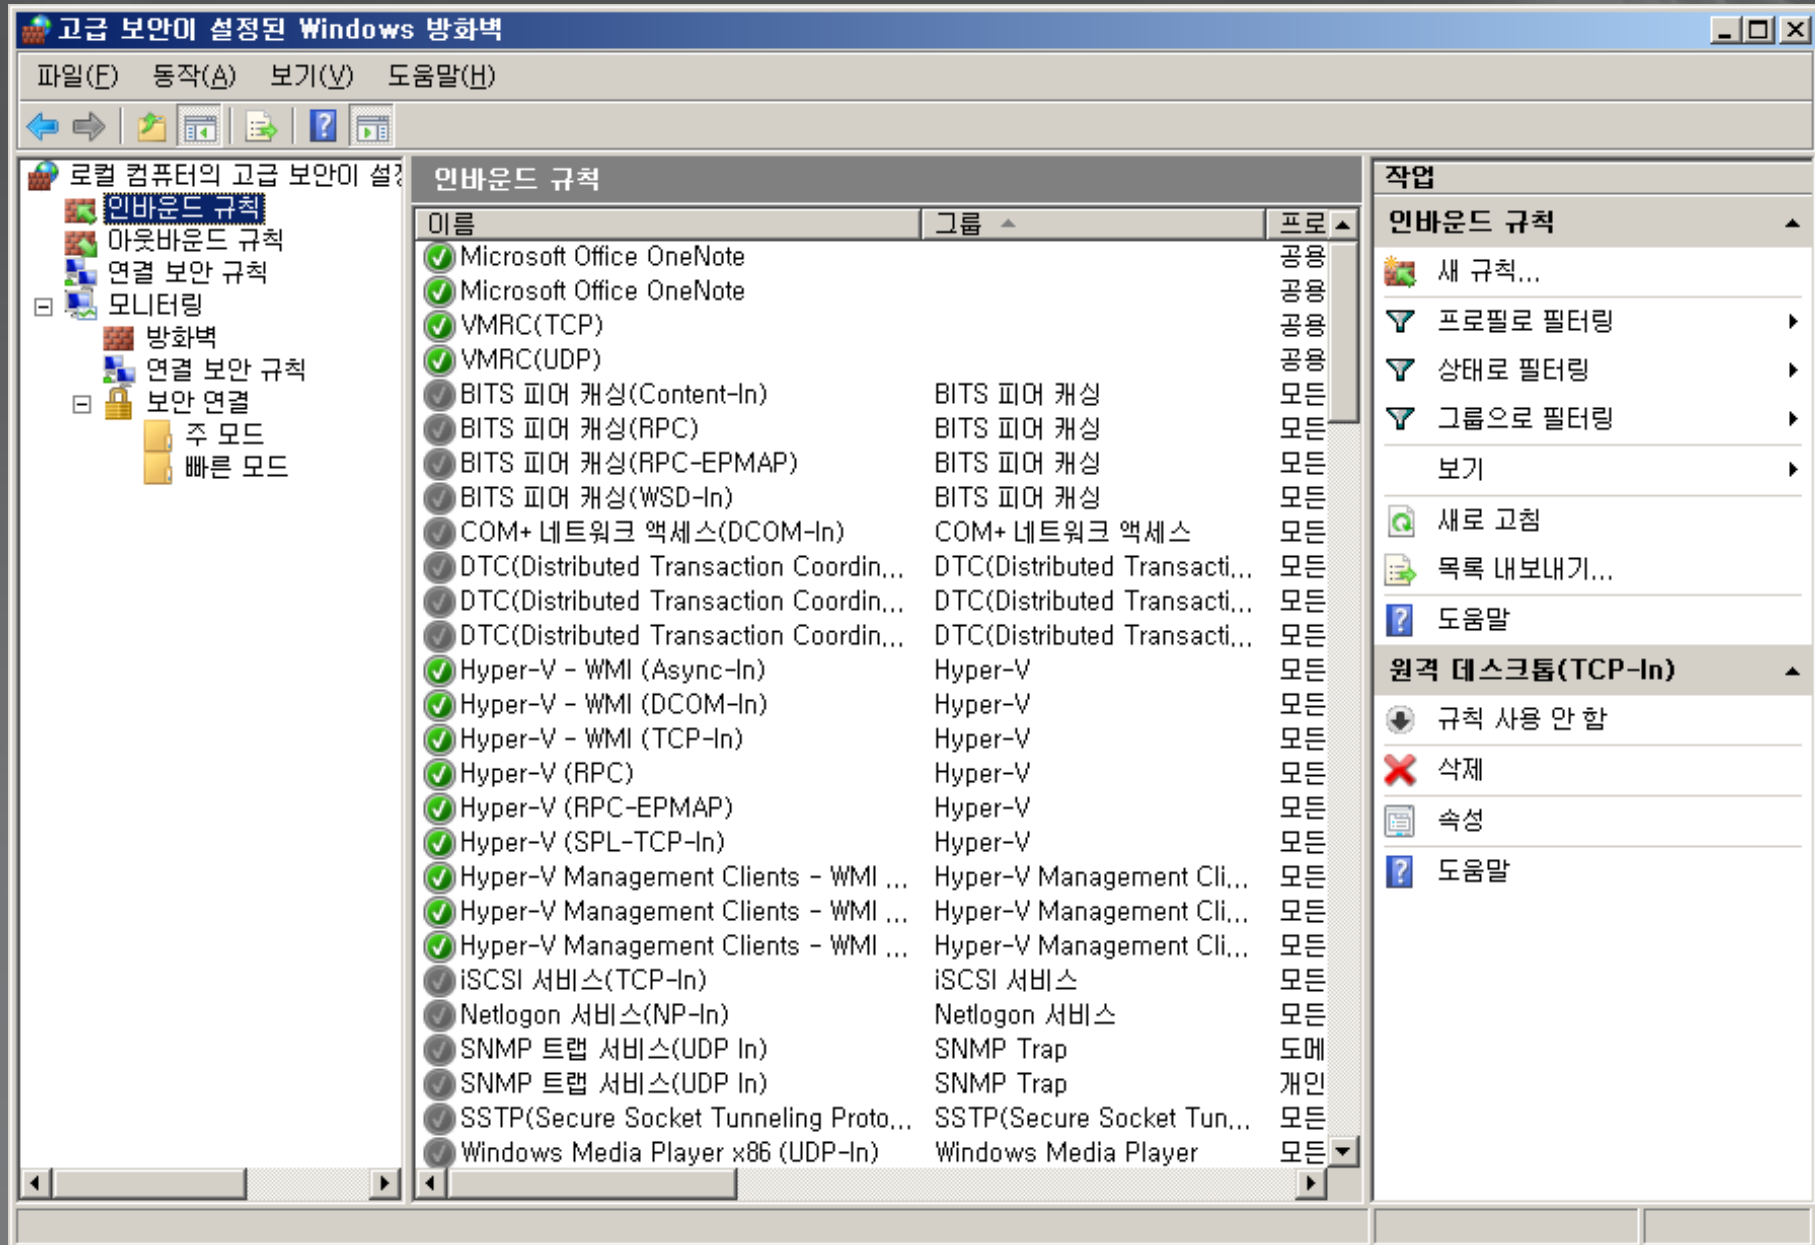 고급 보안이 설정된 Windows 방화벽
파일(F) 동작(A) 보기(V) 도움말(H)
로컬 컴퓨터의 고급 보안이 설정
인바운드 규칙
아웃바운드 규칙
연결 보안 규칙
모니터링
방화벽
연결 보안 규칙
보안 연결
주 모드
빠른 모드
인바운드 규칙
이름 그룹 프로
Microsoft Office OneNote 공용
Microsoft Office OneNote 공용
VMRC(TCP) 공용
VMRC(UDP) 공용
BITS 피어 캐싱(Content-In) BITS 피어 캐싱 모든
BITS 피어 캐싱(RPC) BITS 피어 캐싱 모든
BITS 피어 캐싱(RPC-EPMAP) BITS 피어 캐싱 모든
BITS 피어 캐싱(WSD-In) BITS 피어 캐싱 모든
COM+ 네트워크 액세스(DCOM-In) COM+ 네트워크 액세스 모든
DTC(Distributed Transaction Coordin... DTC(Distributed Transacti... 모든
DTC(Distributed Transaction Coordin... DTC(Distributed Transacti... 모든
DTC(Distributed Transaction Coordin... DTC(Distributed Transacti... 모든
Hyper-V - WMI (Async-In) Hyper-V 모든
Hyper-V - WMI (DCOM-In) Hyper-V 모든
Hyper-V - WMI (TCP-In) Hyper-V 모든
Hyper-V (RPC) Hyper-V 모든
Hyper-V (RPC-EPMAP) Hyper-V 모든
Hyper-V (SPL-TCP-In) Hyper-V 모든
Hyper-V Management Clients - WMI ... Hyper-V Management Cli... 모든
Hyper-V Management Clients - WMI ... Hyper-V Management Cli... 모든
Hyper-V Management Clients - WMI ... Hyper-V Management Cli... 모든
iSCSI 서비스(TCP-In) iSCSI 서비스 모든
Netlogon 서비스(NP-In) Netlogon 서비스 모든
SNMP 트랩 서비스(UDP In) SNMP Trap 도메
SNMP 트랩 서비스(UDP In) SNMP Trap 개인
SSTP(Secure Socket Tunneling Proto... SSTP(Secure Socket Tun... 모든
Windows Media Player x86 (UDP-In) Windows Media Player 모든
작업
인바운드 규칙
새 규칙...
프로필로 필터링
상태로 필터링
그룹으로 필터링
보기
새로 고침
목록 내보내기...
도움말
원격 데스크톱(TCP-In)
규칙 사용 안 함
삭제
속성
도움말